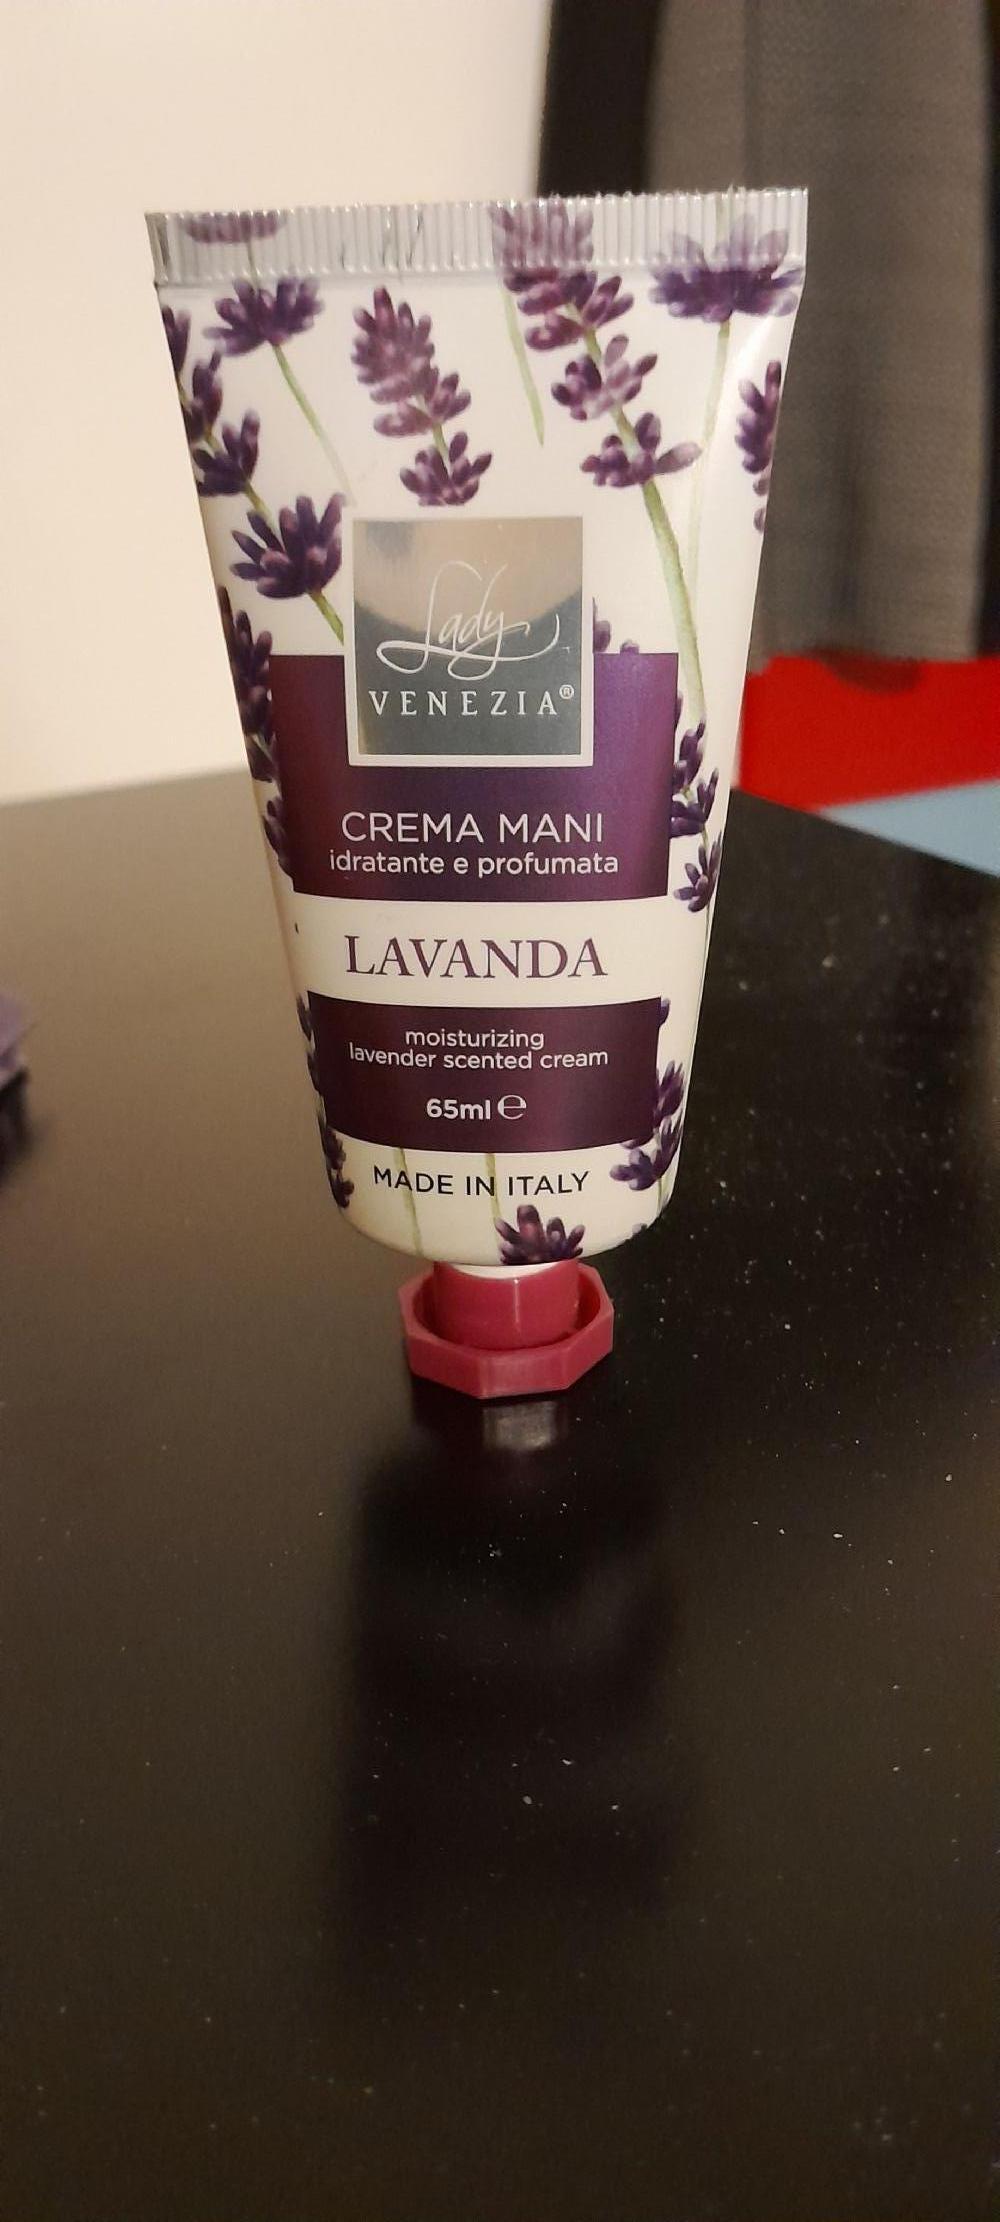 Lady
VENEZIA®
CREMA MANI
idratante e profumata
LAVANDA
moisturizing
lavender scented cream
65ml ℮
MADE IN ITALY